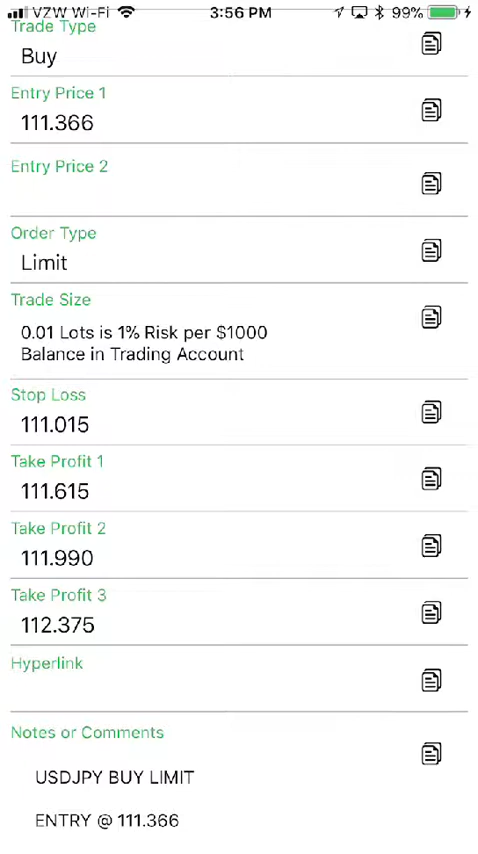 VZW Wi-Fi 3:56 PM 99%
Trade Type
Buy
Entry Price 1
111.366
Entry Price 2
Order Type
Limit
Trade Size
0.01 Lots is 1% Risk per $1000
Balance in Trading Account
Stop Loss
111.015
Take Profit 1
111.615
Take Profit 2
111.990
Take Profit 3
112.375
Hyperlink
Notes or Comments
USDJPY BUY LIMIT
ENTRY @ 111.366